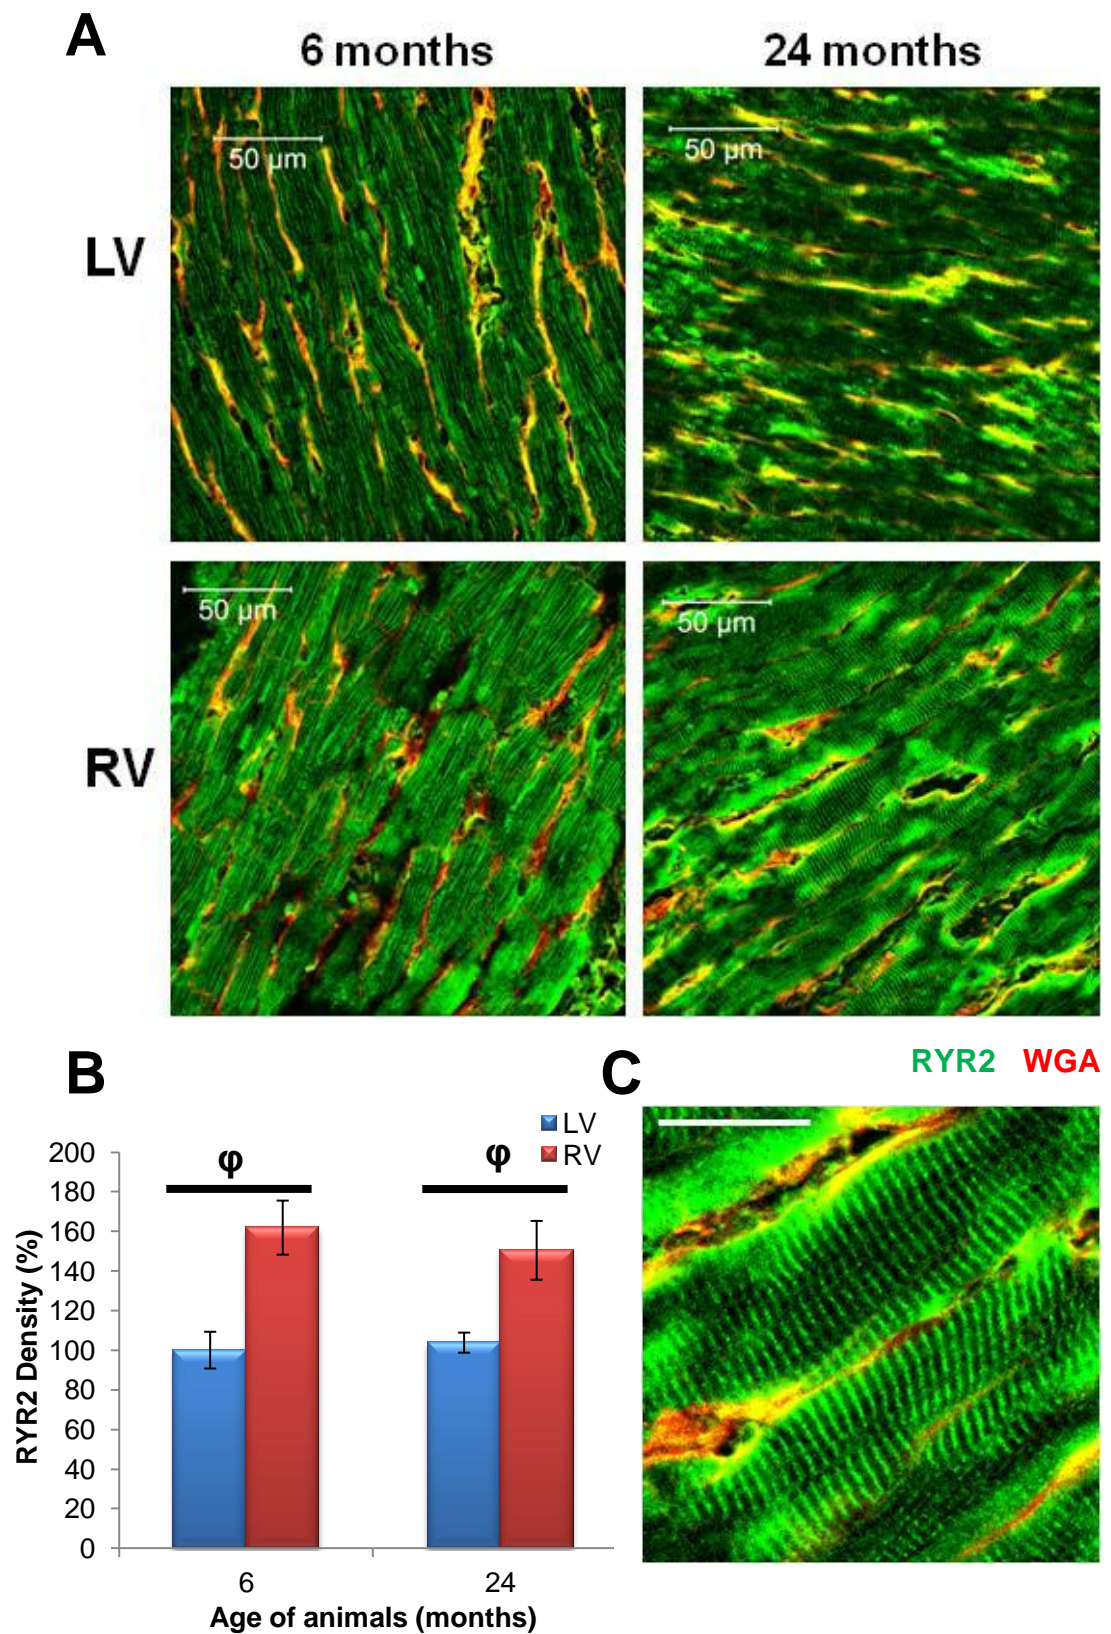 A
6 months
24 months
LV
50 µm
50 µm
RV
50 µm
50 µm
B
C
RYR2 WGA
LV
RV
φ
φ
RYR2 Density (%)
200
180
160
140
120
100
80
60
40
20
0
6
24
Age of animals (months)